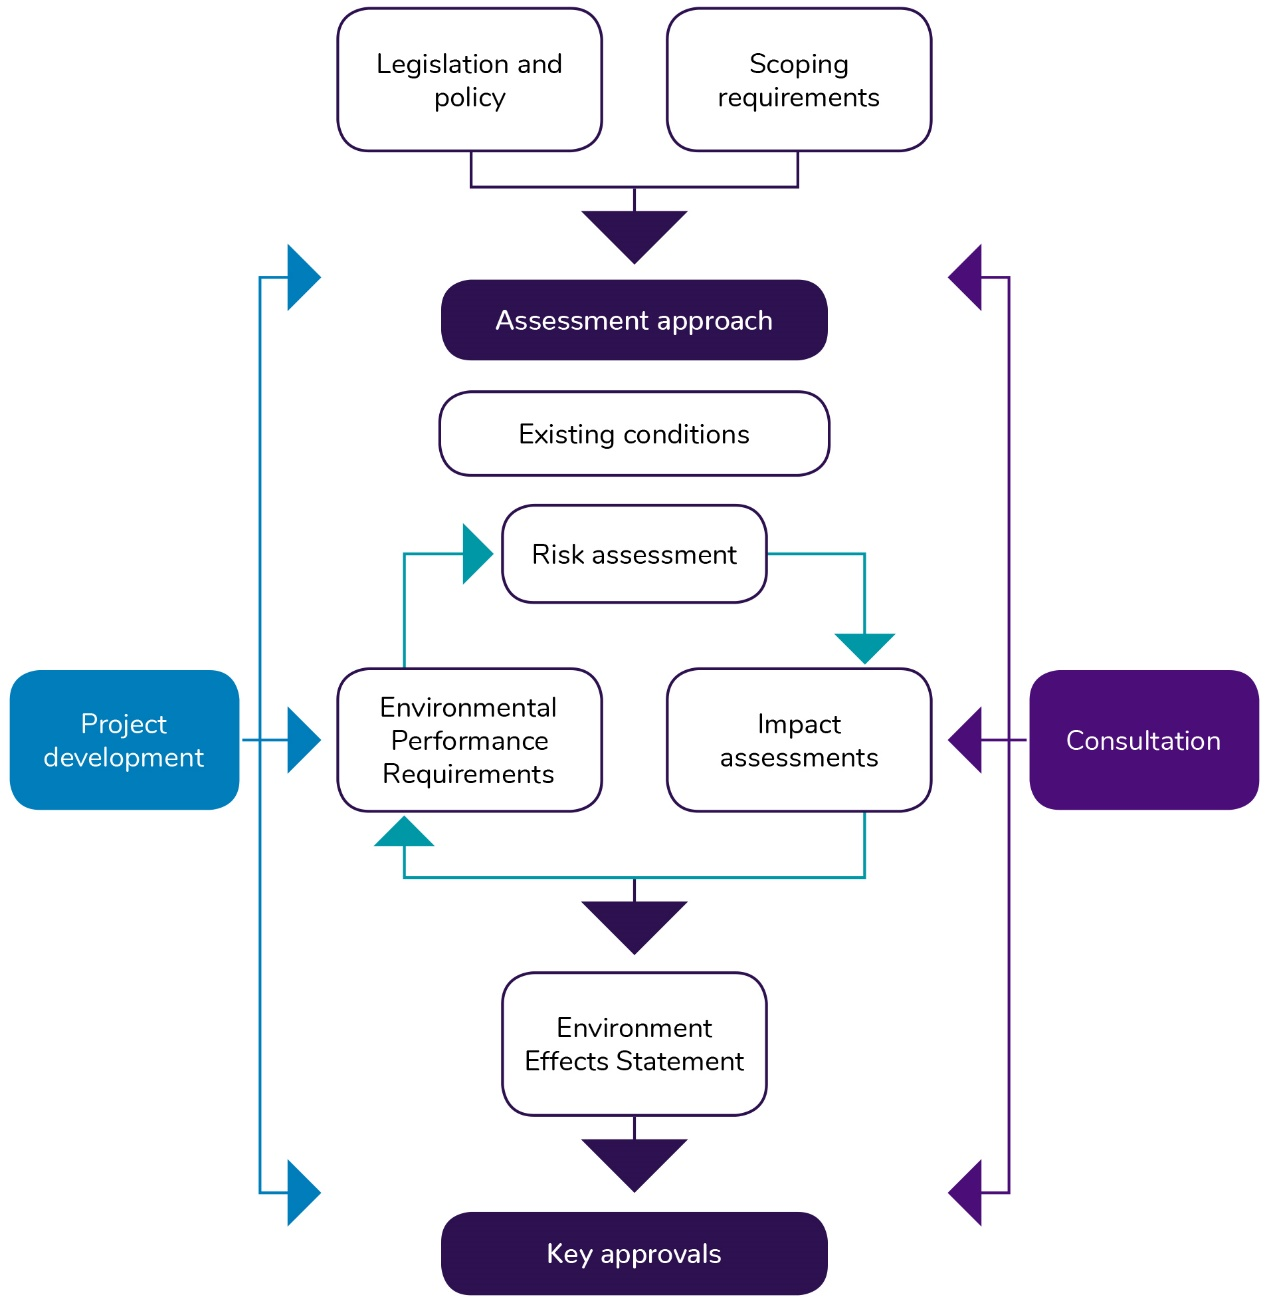 Legislation and
policy
Scoping
requirements
Assessment approach
Existing conditions
Risk assessment
Project
development
Environmental
Performance
Requirements
Impact
assessments
Consultation
Environment
Effects Statement
Key approvals